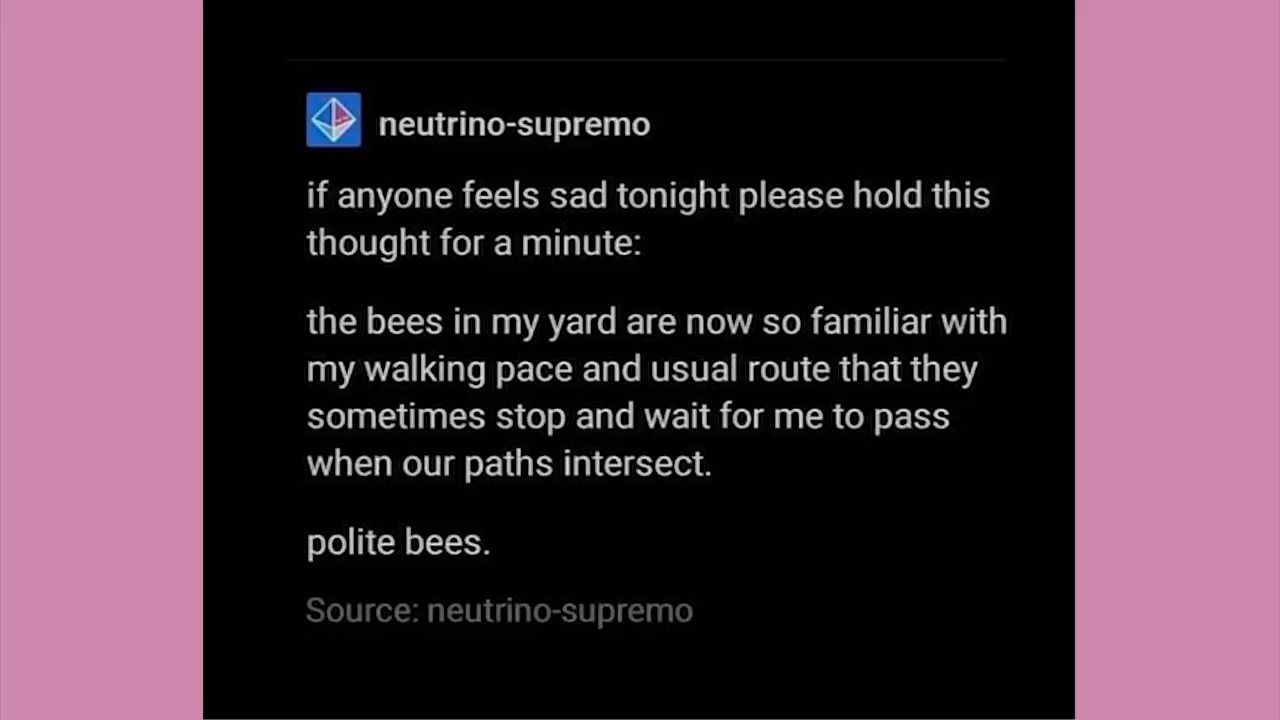 neutrino-supremo
if anyone feels sad tonight please hold this
thought for a minute:
the bees in my yard are now so familiar with
my walking pace and usual route that they
sometimes stop and wait for me to pass
when our paths intersect.
polite bees.
Source: neutrino-supremo